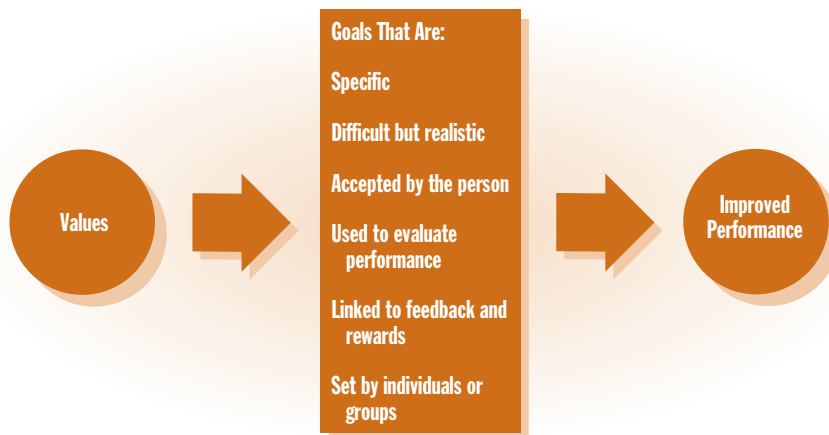 Values
Goals That Are:
Specific
Difficult but realistic
Accepted by the person
Used to evaluate
performance
Linked to feedback and
rewards
Set by individuals or
groups
Improved
Performance